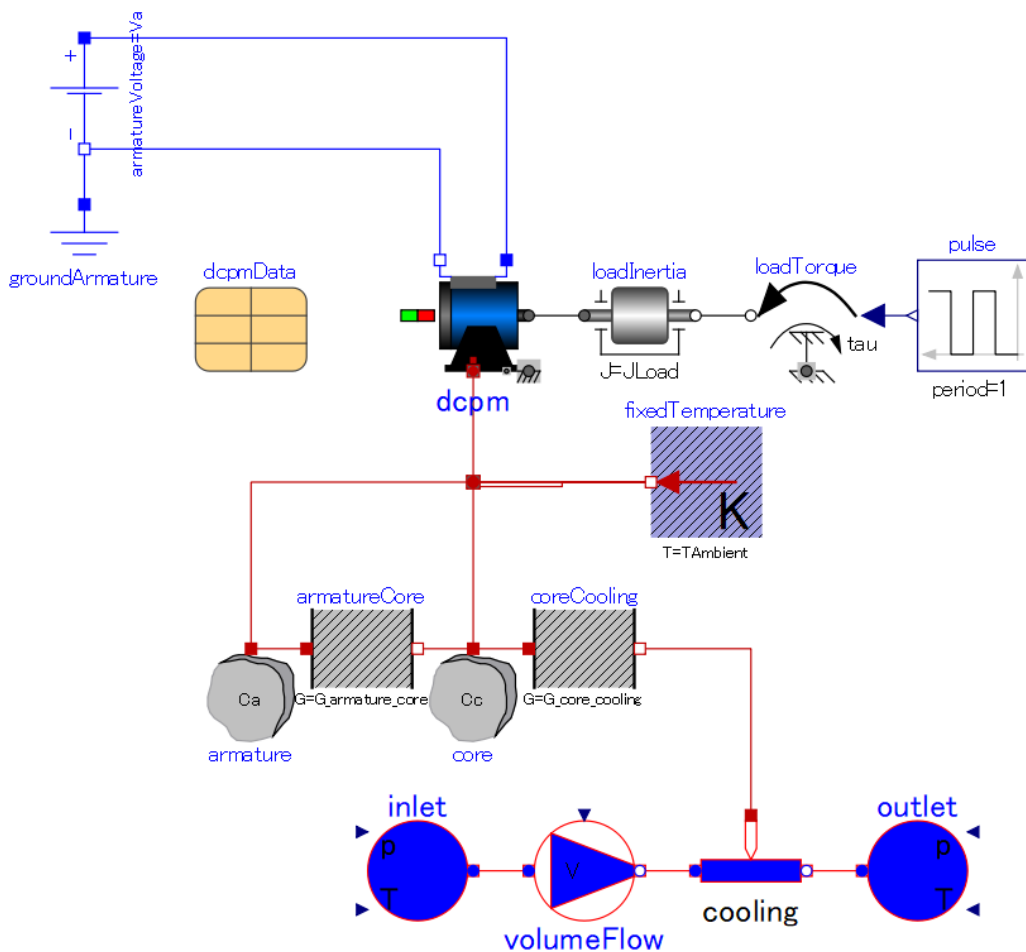 +
armatureVoltage=Va
−
groundArmature
dcpmData
dcpm
loadInertia
J=JLoad
loadTorque
tau
pulse
period=1
fixedTemperature
K
T=TAmbient
armatureCore
G=G_armature_core
coreCooling
G=G_core_cooling
Ca
armature
Cc
core
inlet
p
T
V
volumeFlow
cooling
outlet
p
T